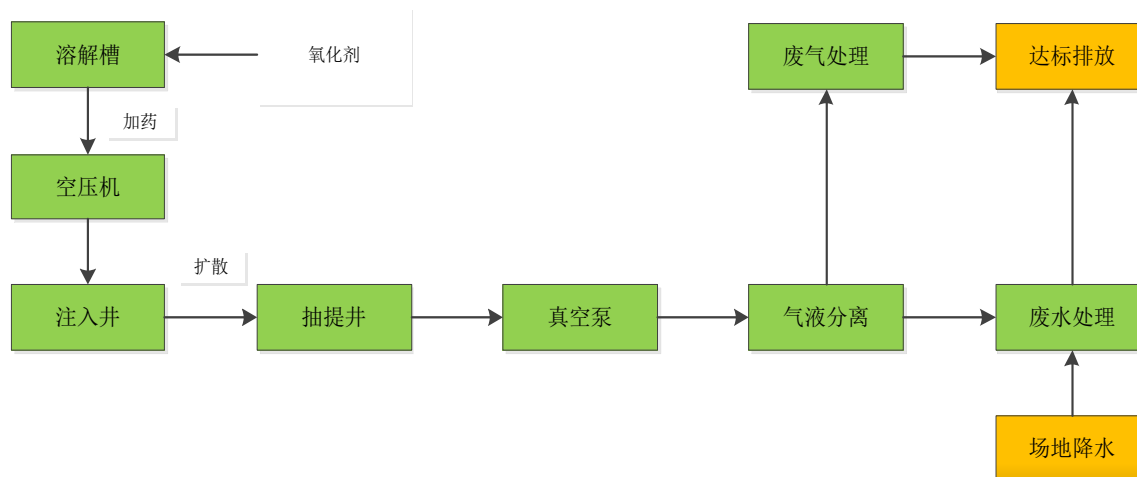 溶解槽
氧化剂
废气处理
达标排放
加药
空压机
扩散
注入井
抽提井
真空泵
气液分离
废水处理
场地降水